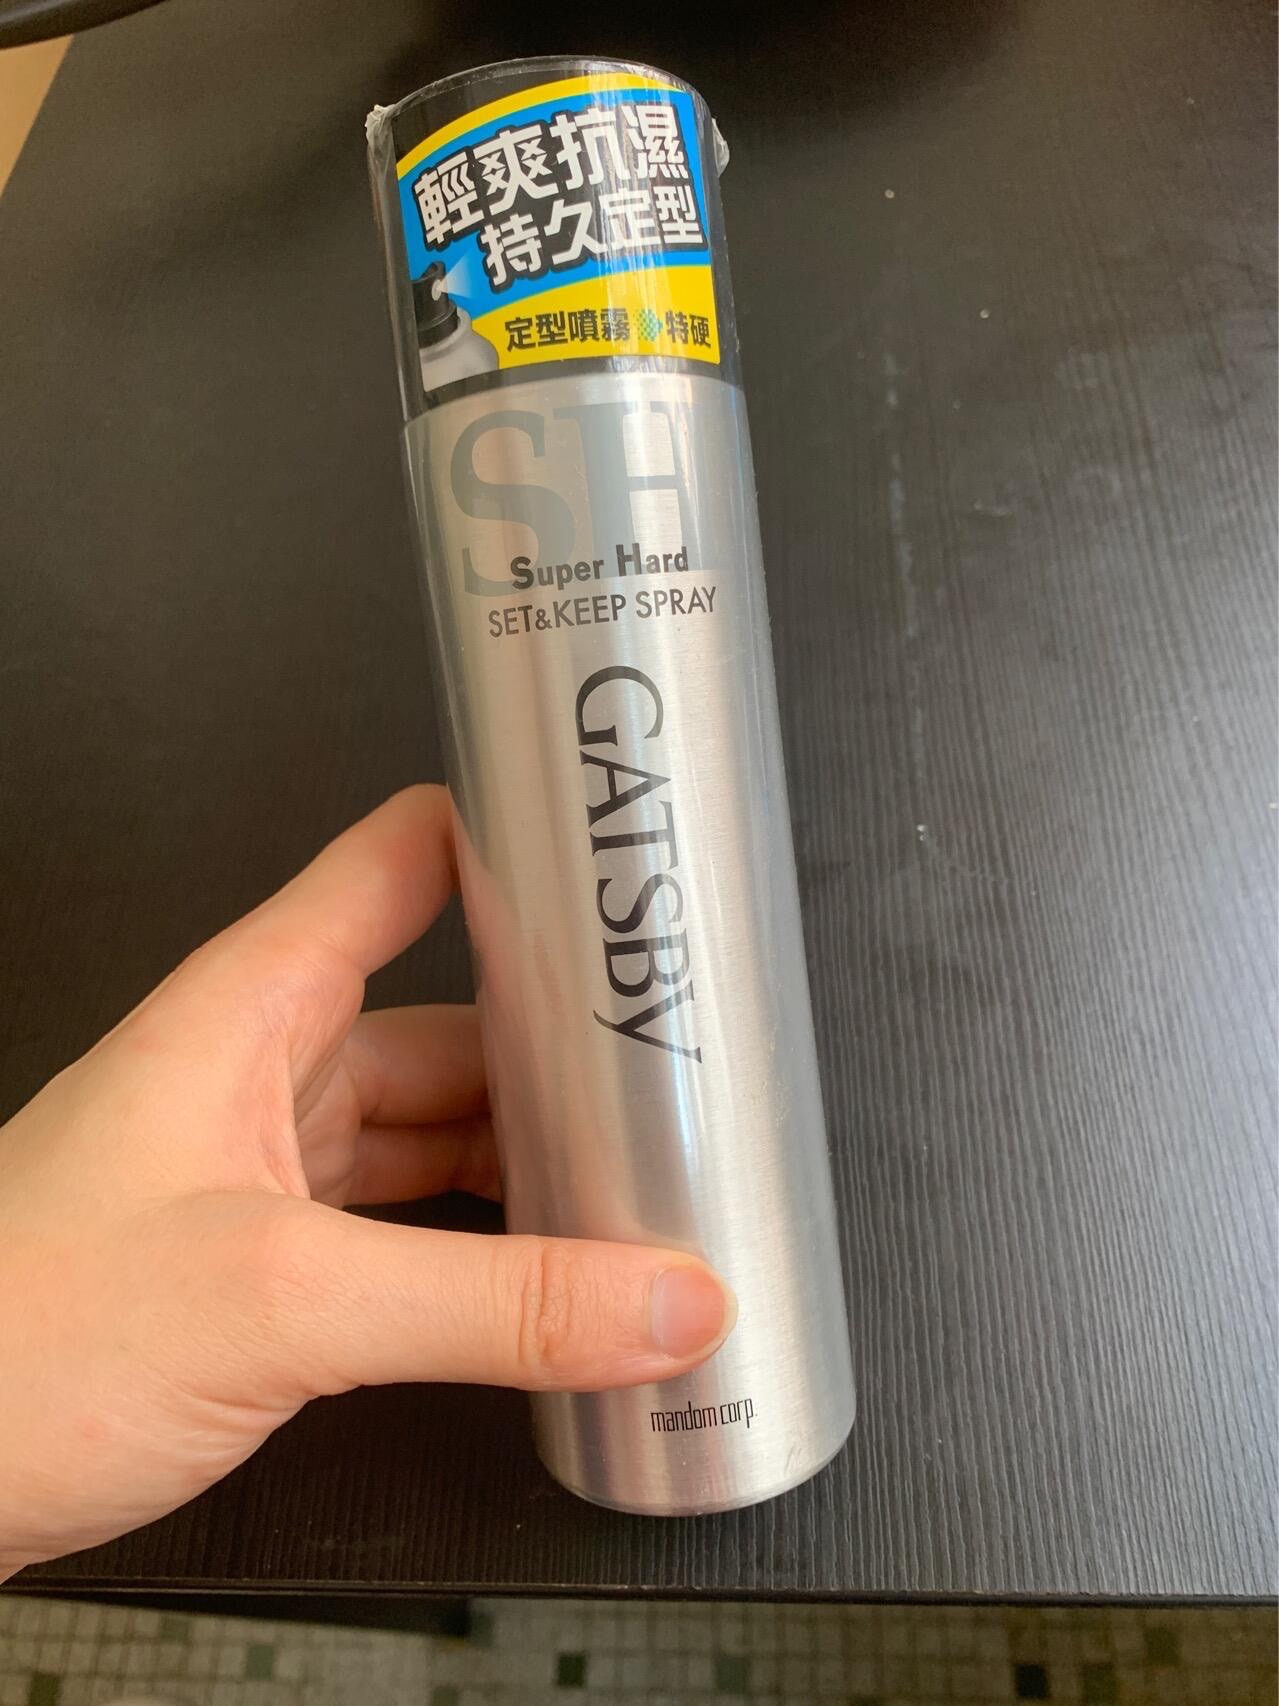 輕爽抗濕
持久定型
定型噴霧 特硬
SH
Super Hard
SET&KEEP SPRAY
GATSBY
mandom corp.